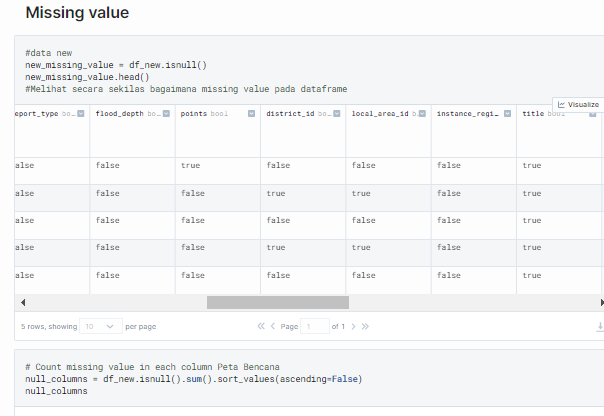 Missing value
#data new
new_missing_value = df_new.isnull()
new_missing_value.head()
#Melihat secara sekilas bagaimana missing value pada dataframe
Visualize
eport_type bo… flood_depth bo… points bool district_id bo… local_area_id b… instance_regi… title bool
alse false true false false false true
alse false false true true false true
alse false false false false false true
alse false false true true false true
alse false false false false false true
5 rows, showing 10 per page Page 1 of 1
# Count missing value in each column Peta Bencana
null_columns = df_new.isnull().sum().sort_values(ascending=False)
null_columns